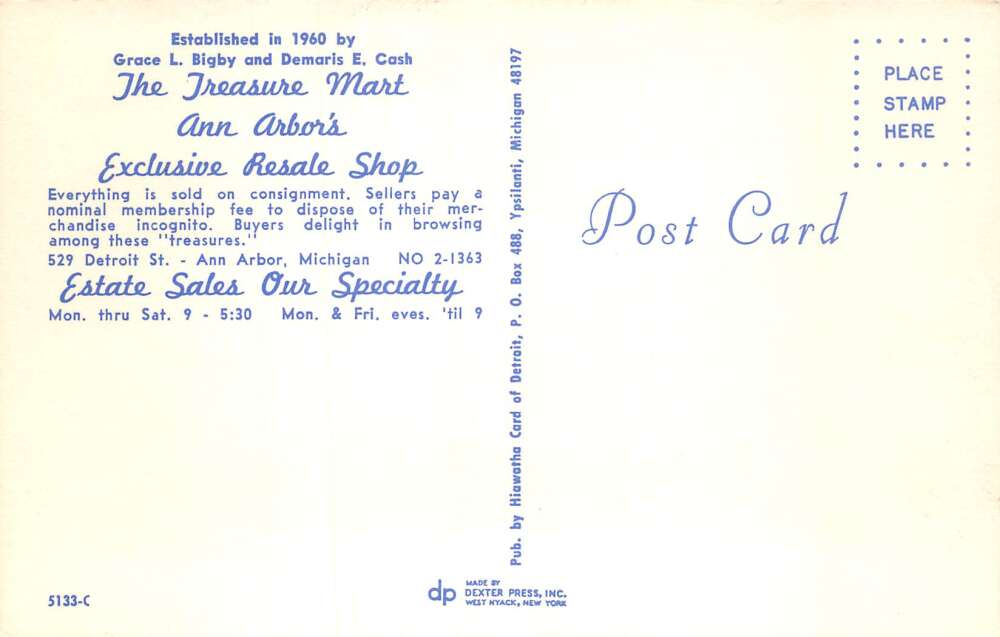 Established in 1960 by
Grace L. Bigby and Demaris E. Cash
The Treasure Mart
Ann Arbor's
Exclusive Resale Shop
Everything is sold on consignment. Sellers pay a
nominal membership fee to dispose of their mer-
chandise incognito. Buyers delight in browsing
among these "treasures."
529 Detroit St. - Ann Arbor, Michigan NO 2-1363
Estate Sales Our Specialty
Mon. thru Sat. 9 - 5:30 Mon. & Fri. eves. 'til 9
5133-C
Pub. by Hiawatha Card of Detroit, P. O. Box 488, Ypsilanti, Michigan 48197
dp
MADE BY
DEXTER PRESS, INC.
WEST NYACK, NEW YORK
PLACE
STAMP
HERE
Post Card